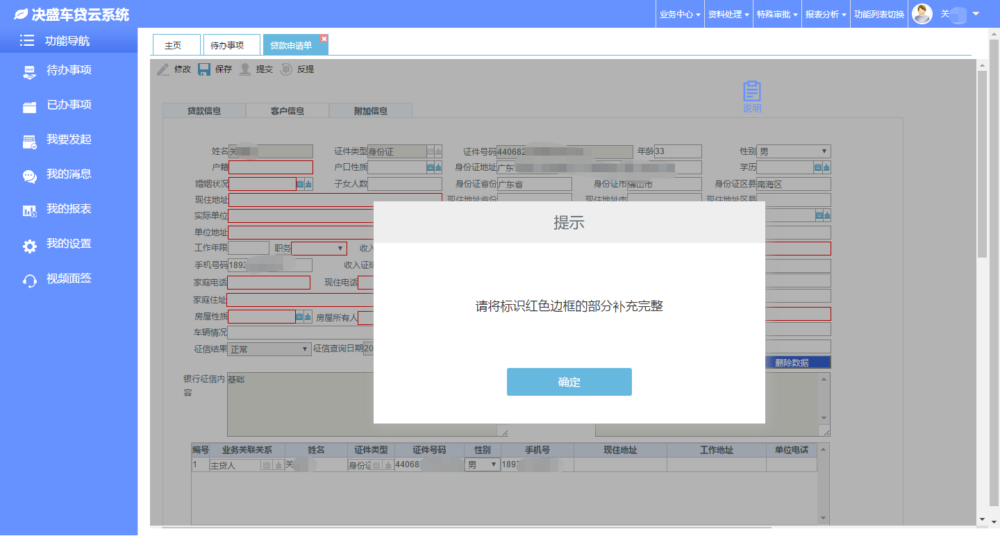 决盛车贷云系统
业务中心 资料处理 特殊审批 报表分析 功能列表切换 关
功能导航
待办事项
已办事项
我要发起
我的消息
我的报表
我的设置
视频面签
主页 待办事项 贷款申请单
修改 保存 提交 反提
说明
贷款信息 客户信息 附加信息
姓名 关 证件类型 身份证 证件号码 440682 年龄 33 性别 男
户籍 户口性质 身份证地址 广东 学历
婚姻状况 子女人数 身份证省份 广东省 身份证市 佛山市 身份证区县 南海区
现住地址 现住地址省份 现住地址市 现住地址区县
实际单位
单位地址
工作年限 职务 收入
手机号码 1892 收入证明
家庭电话 现住电话
家庭住址
房屋性质 房屋所有人
车辆情况
征信结果 正常 征信查询日期 20
删除数据
银行征信内容 基础
提示
请将标识红色边框的部分补充完整
确定
编号 业务关联关系 姓名 证件类型 证件号码 性别 手机号 现住地址 工作地址 单位电话
1 主贷人 关 身份证 44068 男 1892